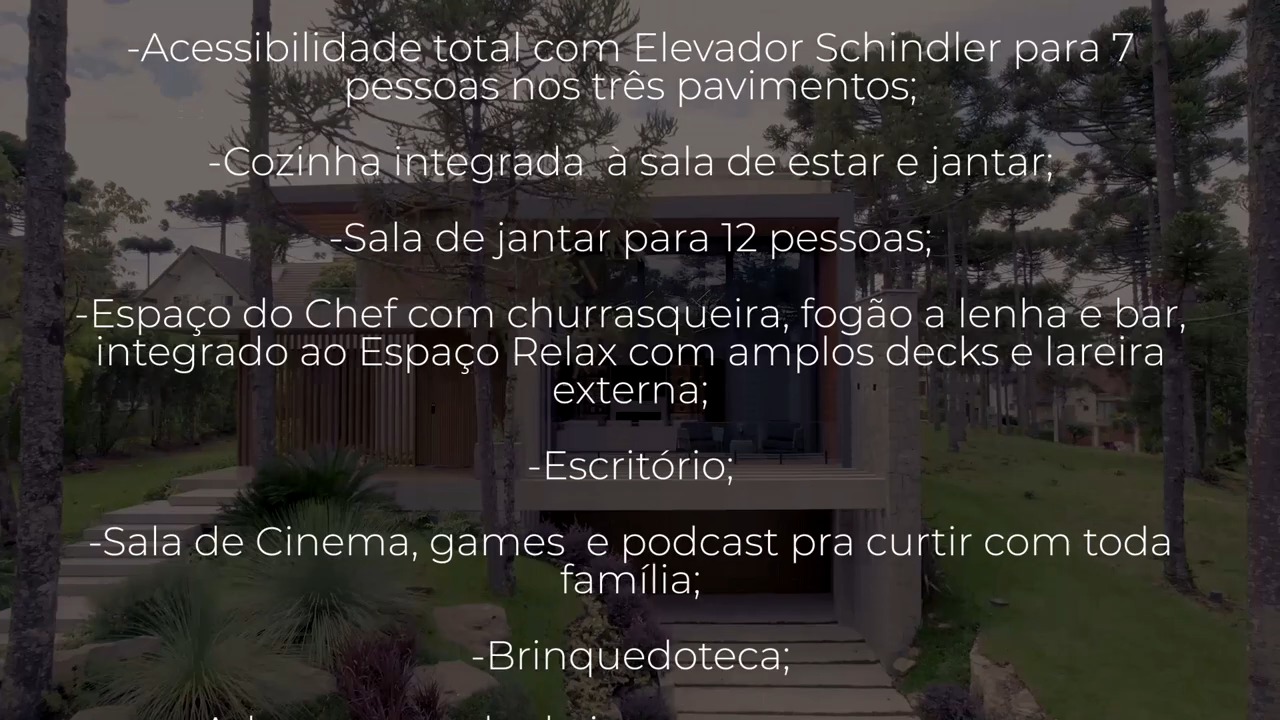 -Acessibilidade total com Elevador Schindler para 7
pessoas nos três pavimentos;
-Cozinha integrada  à sala de estar e jantar;
-Sala de jantar para 12 pessoas;
-Espaço do Chef com churrasqueira, fogão a lenha e bar,
integrado ao Espaço Relax com amplos decks e lareira
externa;
-Escritório;
-Sala de Cinema, games  e podcast pra curtir com toda
família;
-Brinquedoteca;